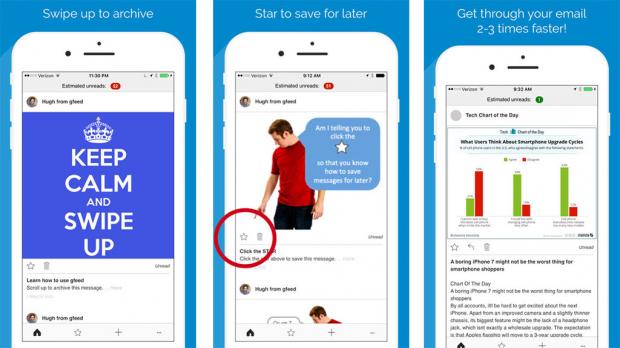 Swipe up to archive
Verizon
11:30 PM
Estimated unreads: 52
Hugh from gfeed
KEEP
CALM
AND
SWIPE
UP
Unread
Learn how to use gfeed
Scroll up to archive this message. ... more
Hugh from gfeed
Star to save for later
Verizon
9:12 AM
Estimated unreads: 51
Hugh from gfeed
Am I telling you to
click the
so that you know
how to save
messages for later?
Unread
Click the STAR
Click the star above to save this message. ... more
Hugh from gfeed
Get through your email
2-3 times faster!
Verizon
9:32 AM
Estimated unreads: 1
Tech Chart of the Day
Tech Chart of the Day
What Users Think About Smartphone Upgrade Cycles
Agree
Disagree
Unread
A boring iPhone 7 might not be the worst thing for
smartphone shoppers
Chart Of The Day
A boring iPhone 7 might not be the worst thing for
smartphone shoppers
By all accounts, it'll be hard to get excited about the next
iPhone. Apart from an improved camera and a slightly thinner
chassis, its biggest feature might be the lack of a headphone
jack, which isnt exactly a wholesale upgrade. The expectation
is that Apples flagship will move to a 3-year upgrade cycle.